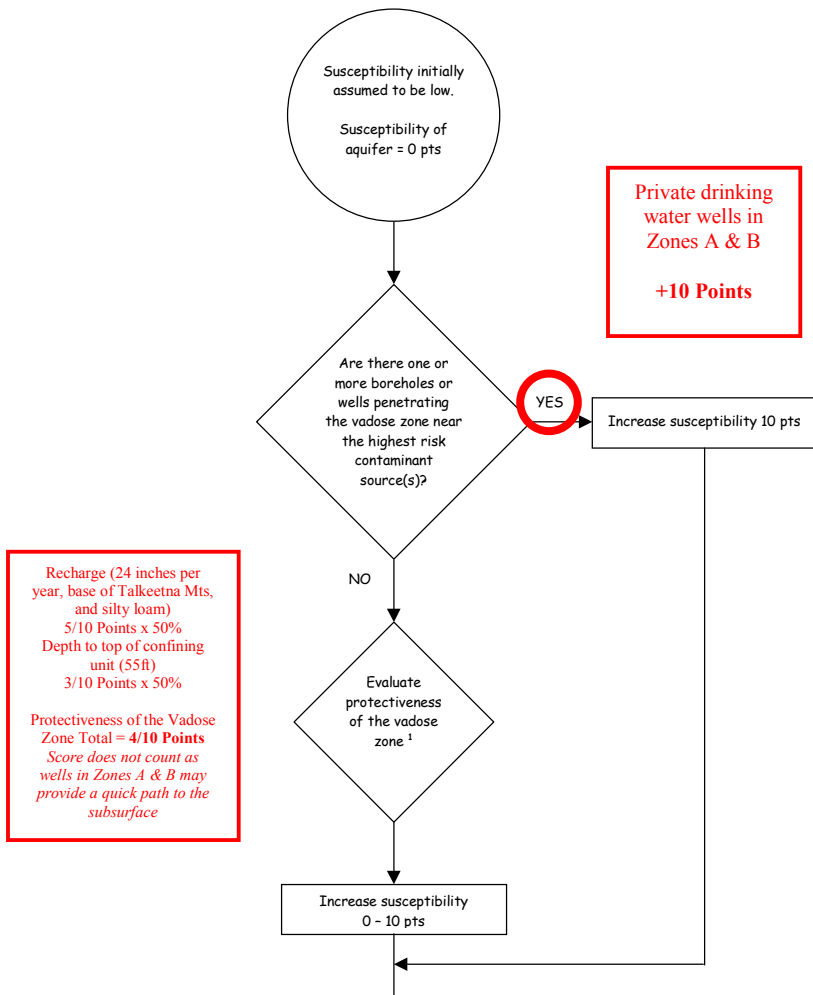 Susceptibility initially
assumed to be low.
Susceptibility of
aquifer = 0 pts
Private drinking
water wells in
Zones A & B
+10 Points
Are there one or
more boreholes or
wells penetrating
the vadose zone near
the highest risk
contaminant
source(s)?
YES
Increase susceptibility 10 pts
NO
Recharge (24 inches per
year, base of Talkeetna Mts,
and silty loam)
5/10 Points x 50%
Depth to top of confining
unit (55ft)
3/10 Points x 50%
Protectiveness of the Vadose
Zone Total = 4/10 Points
Score does not count as
wells in Zones A & B may
provide a quick path to the
subsurface
Evaluate
protectiveness
of the vadose
zone ¹
Increase susceptibility
0 – 10 pts